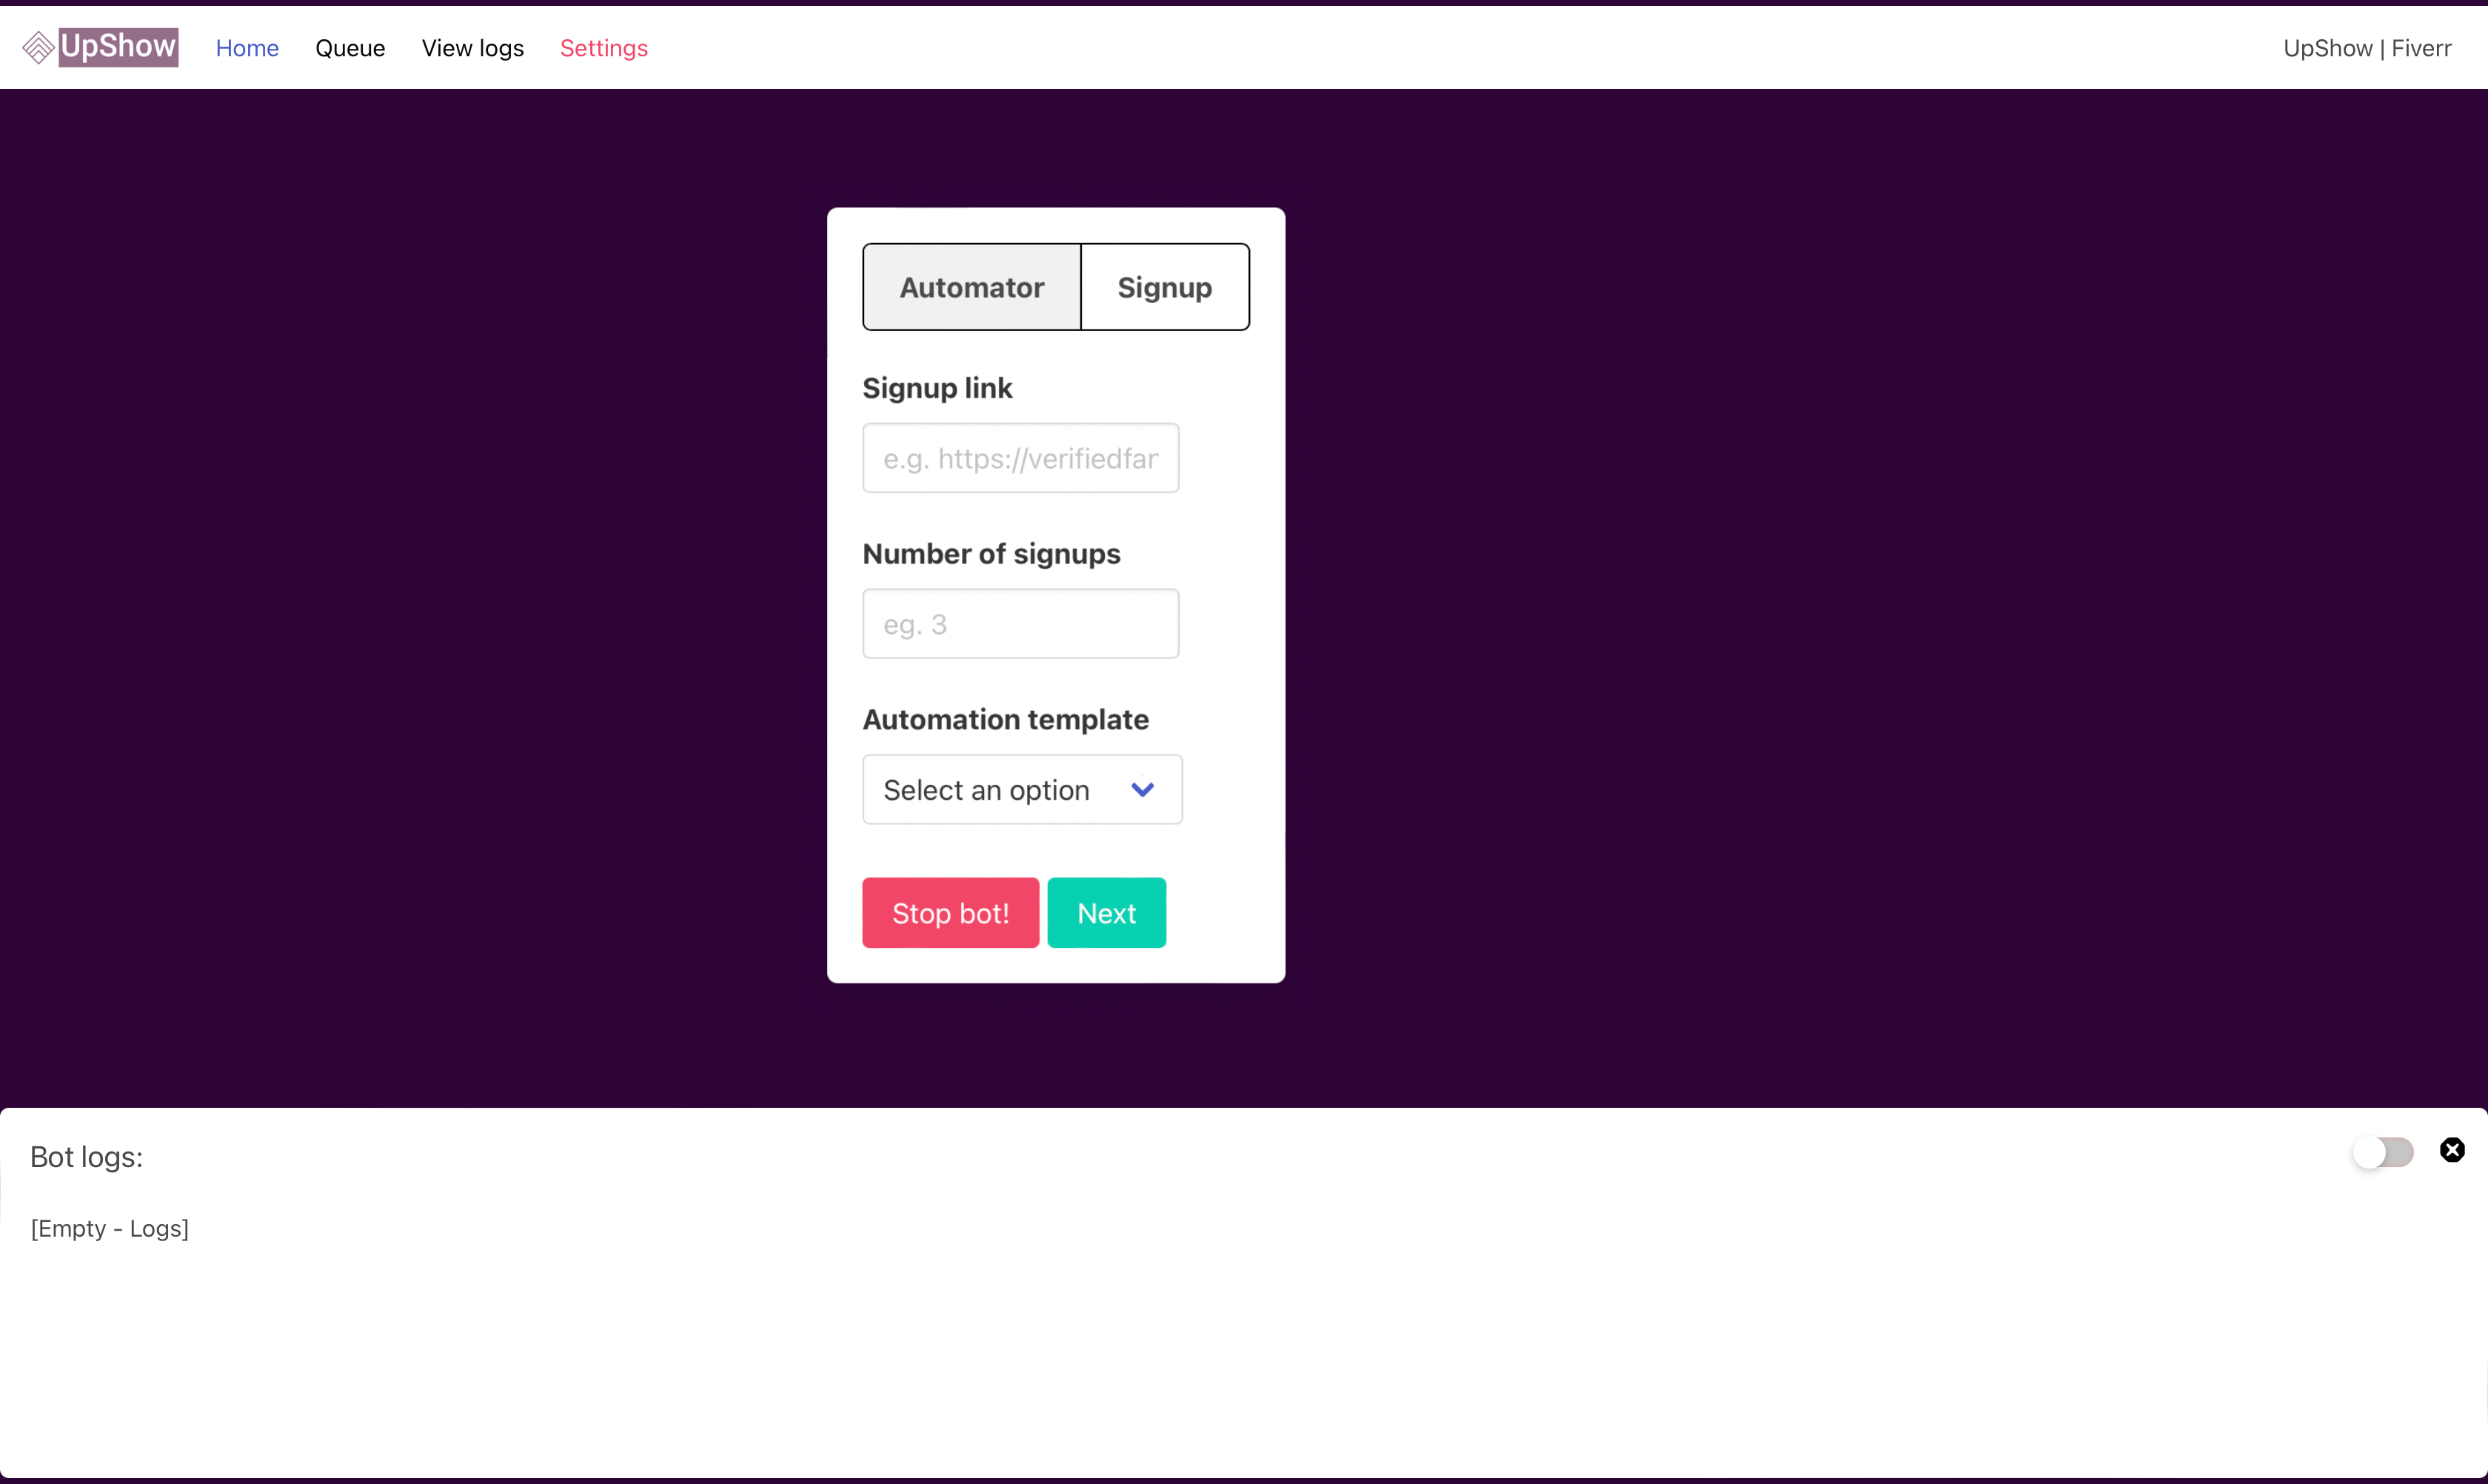 UpShow Home Queue View logs Settings UpShow | Fiverr
Automator Signup
Signup link
e.g. https://verifiedfar
Number of signups
eg. 3
Automation template
Select an option
Stop bot! Next
Bot logs:
[Empty - Logs]